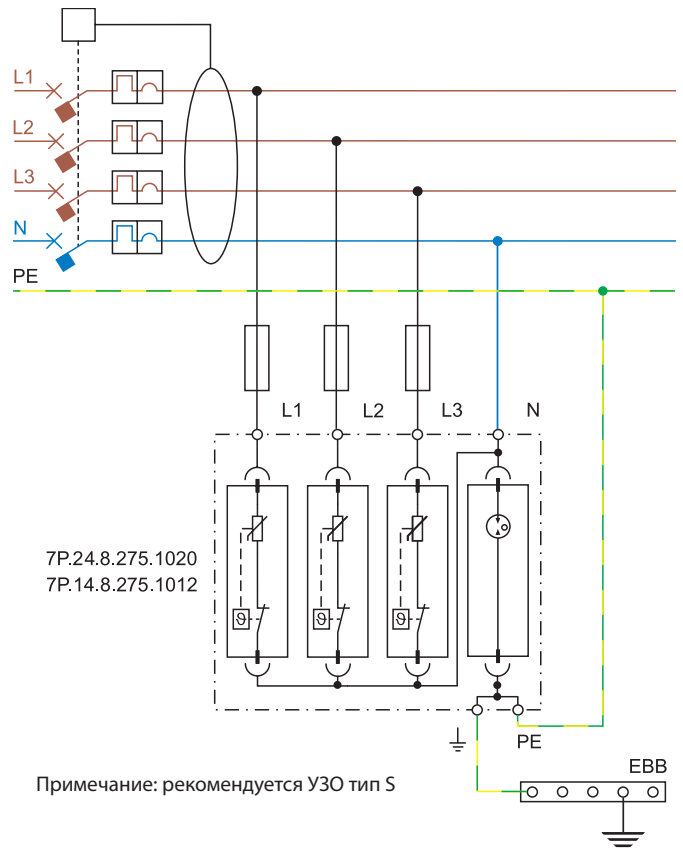 L1
L2
L3
N
PE
L1 L2 L3 N
7P.24.8.275.1020
7P.14.8.275.1012
ϑ ϑ ϑ
PE
EBB
Примечание: рекомендуется УЗО тип S